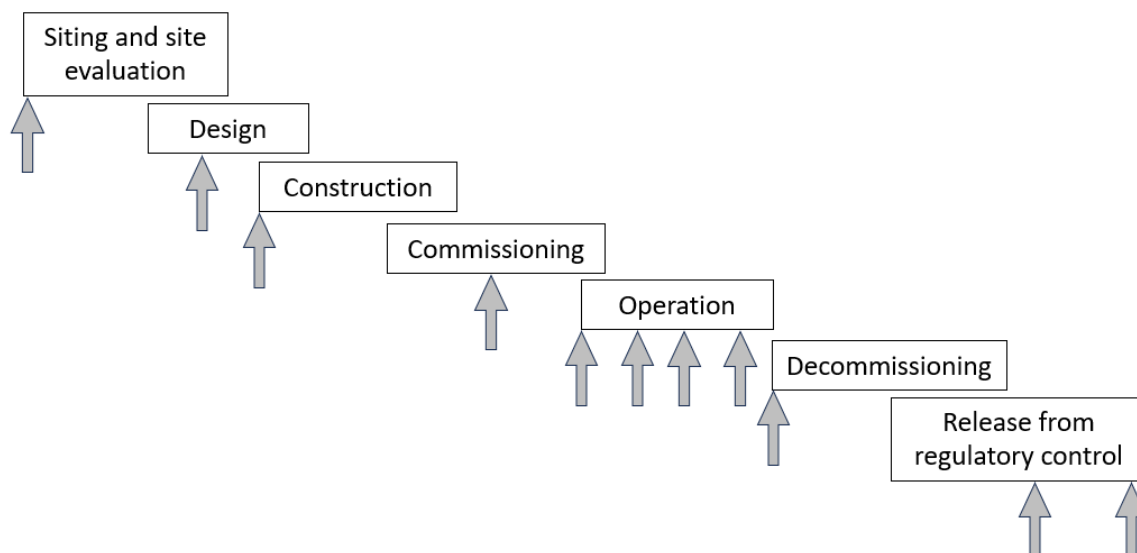 Siting and site
evaluation
Design
Construction
Commissioning
Operation
Decommissioning
Release from
regulatory control